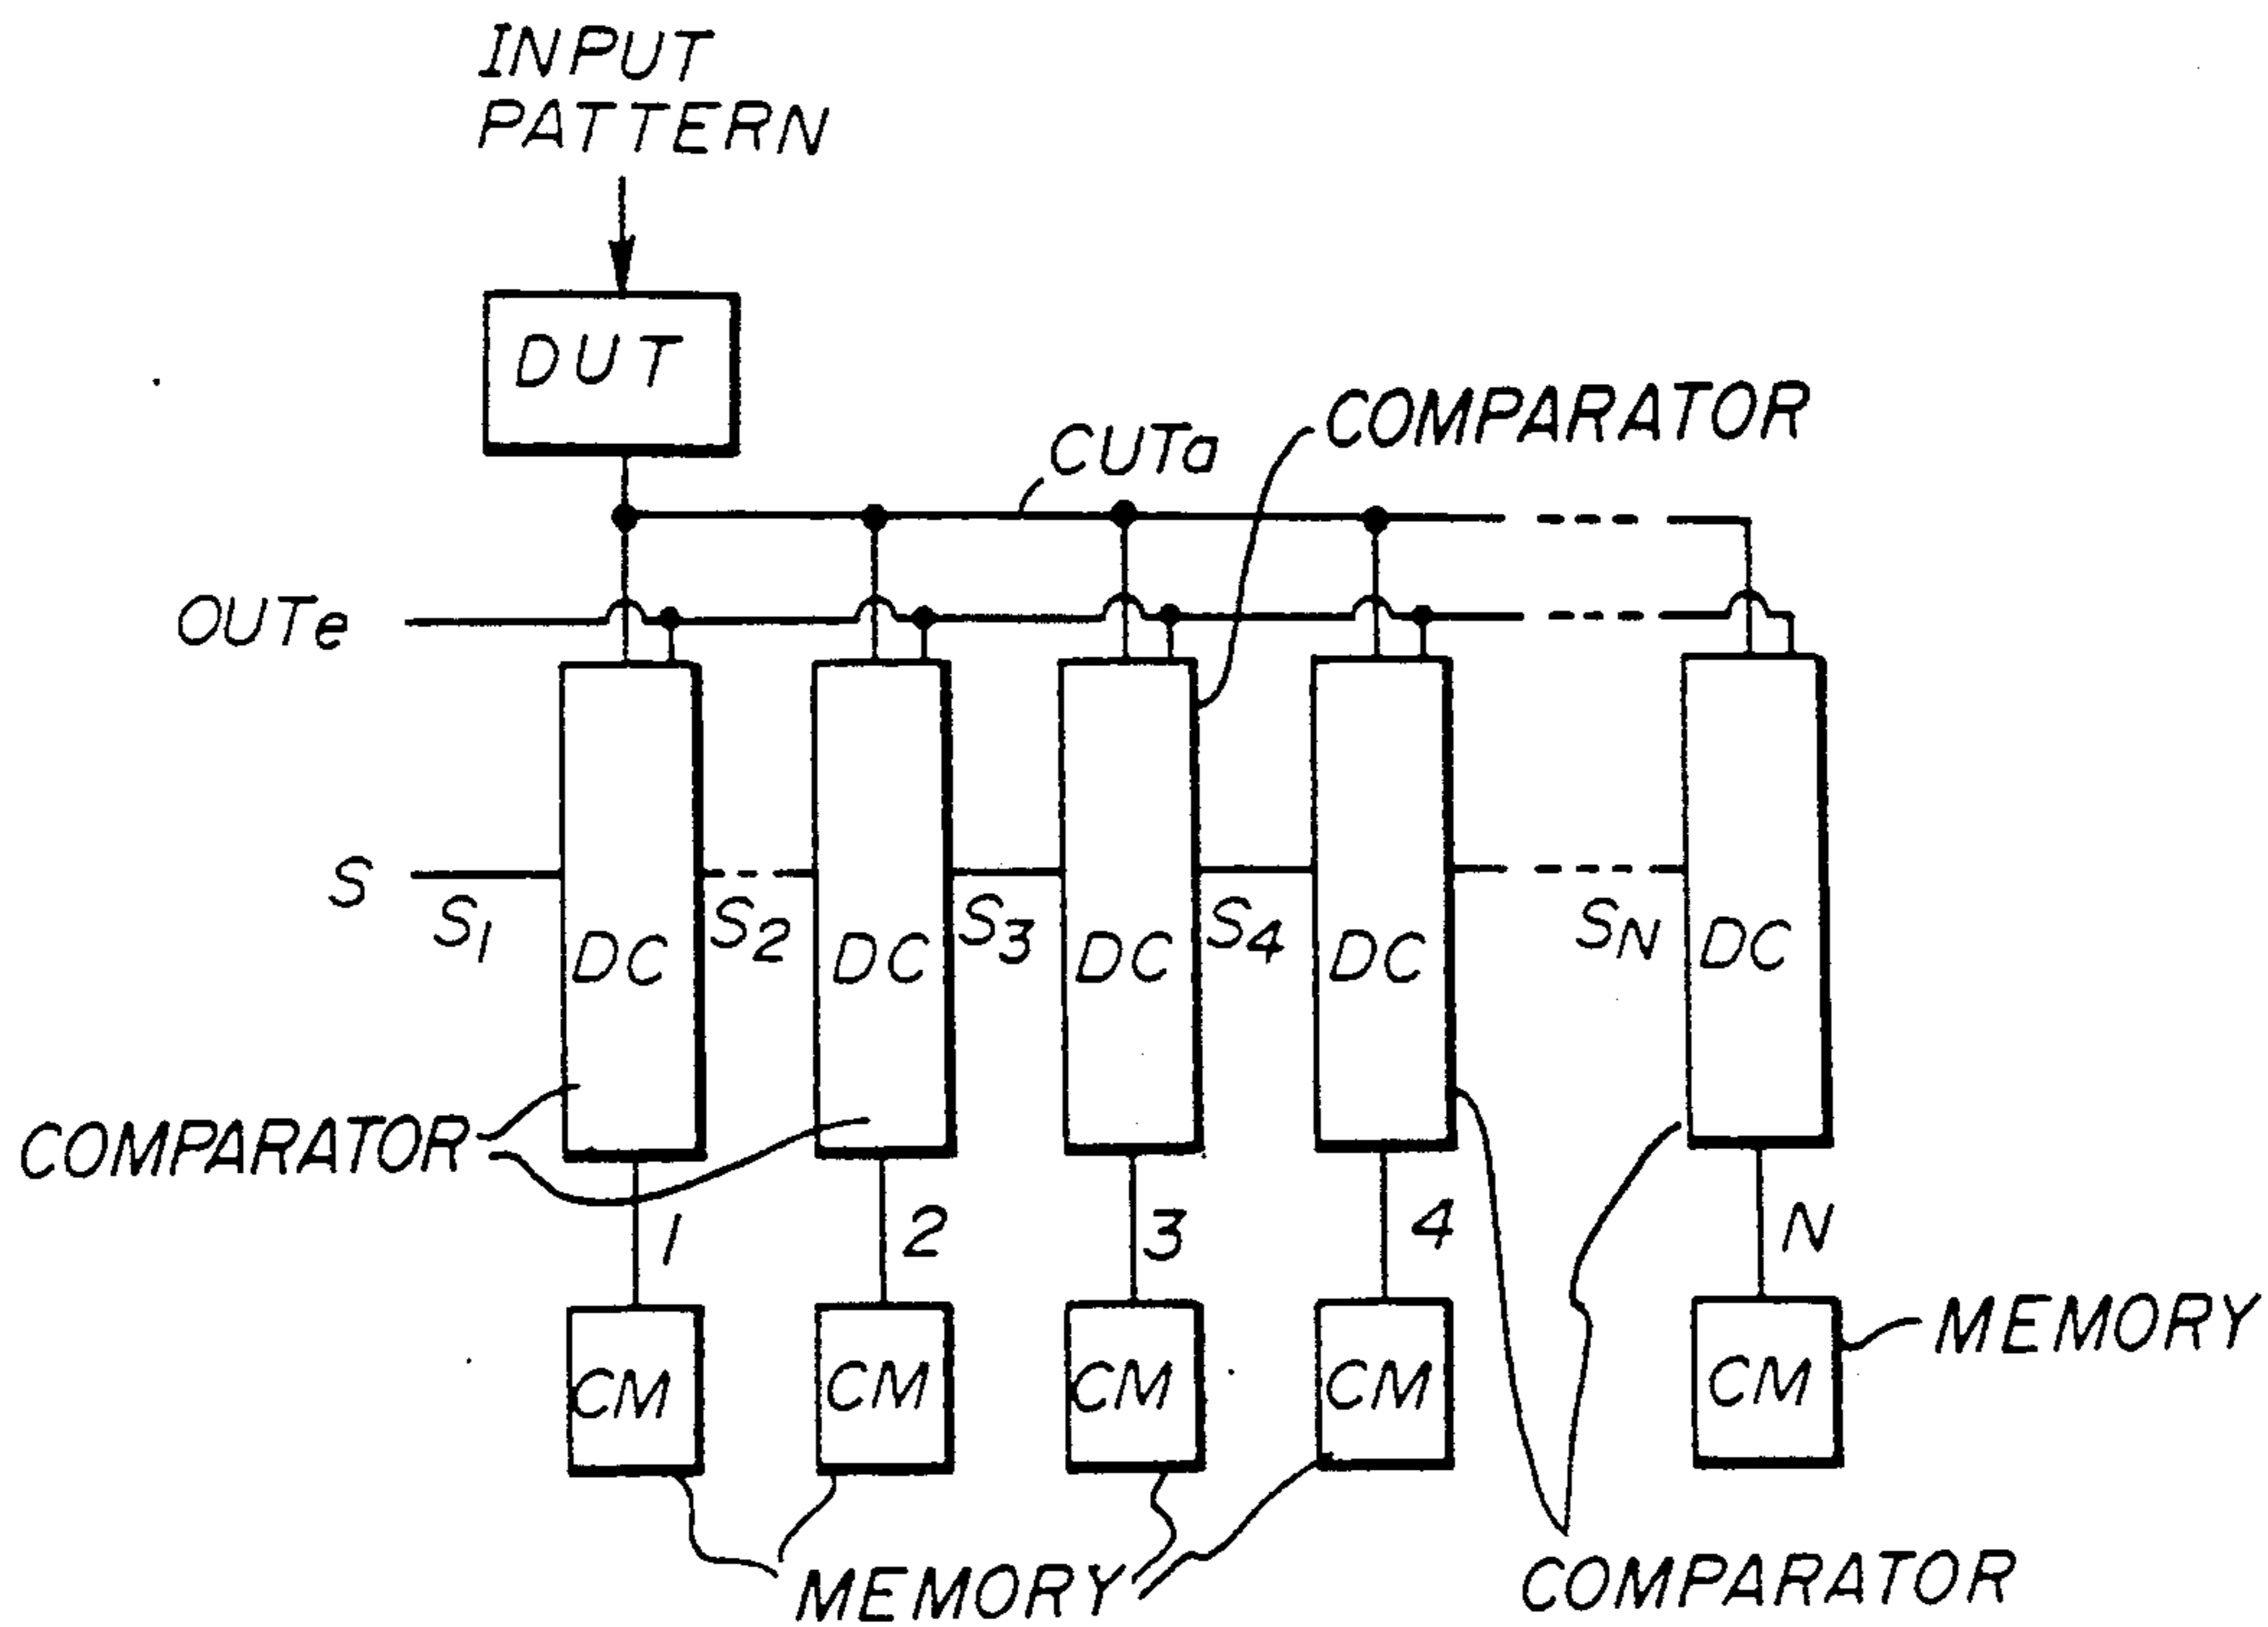 INPUT
PATTERN
DUT
CUTa
COMPARATOR
OUTe
S
S1
S2
S3
S4
SN
DC
DC
DC
DC
DC
COMPARATOR
1
2
3
4
N
CM
CM
CM
CM
CM
MEMORY
MEMORY
COMPARATOR